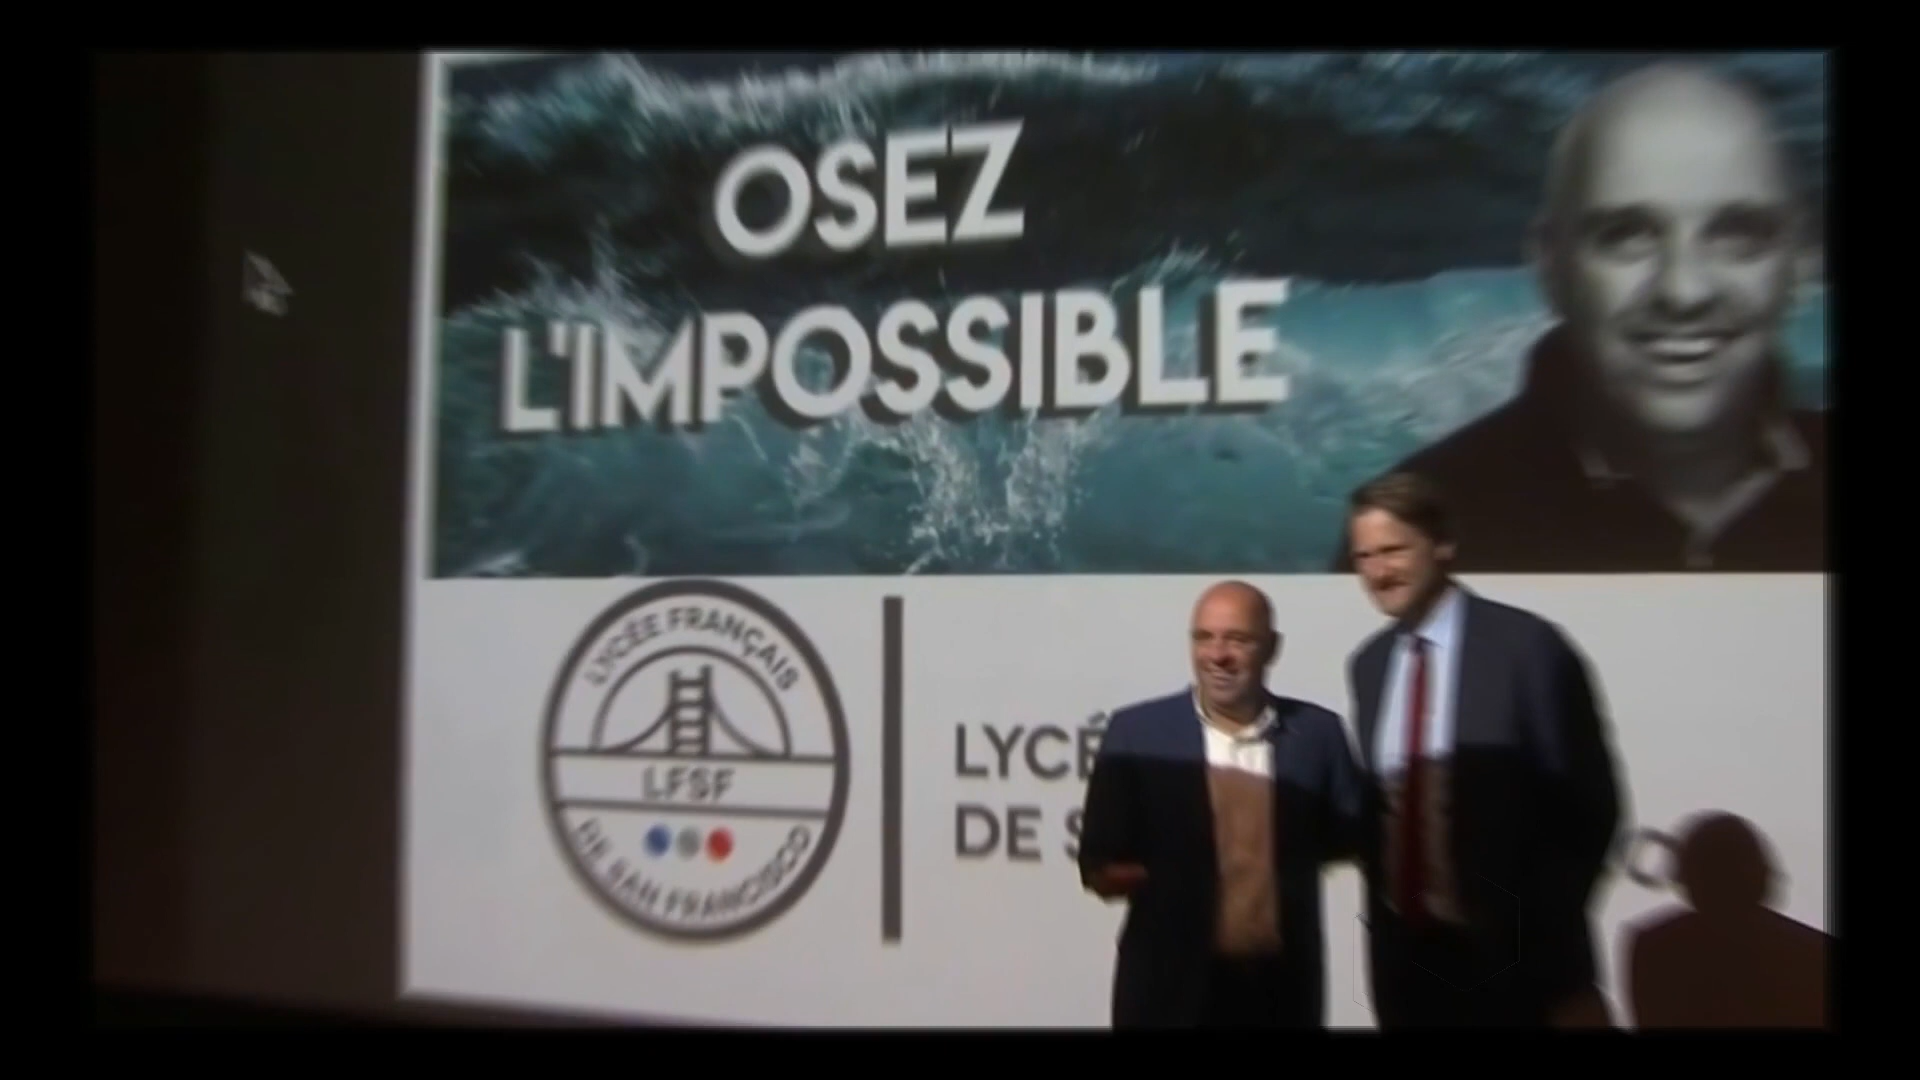 OSEZ
L'IMPOSSIBLE
LYCÉE FRANÇAIS
LFSF
DE SAN FRANCISCO
LYCÉ
DE S